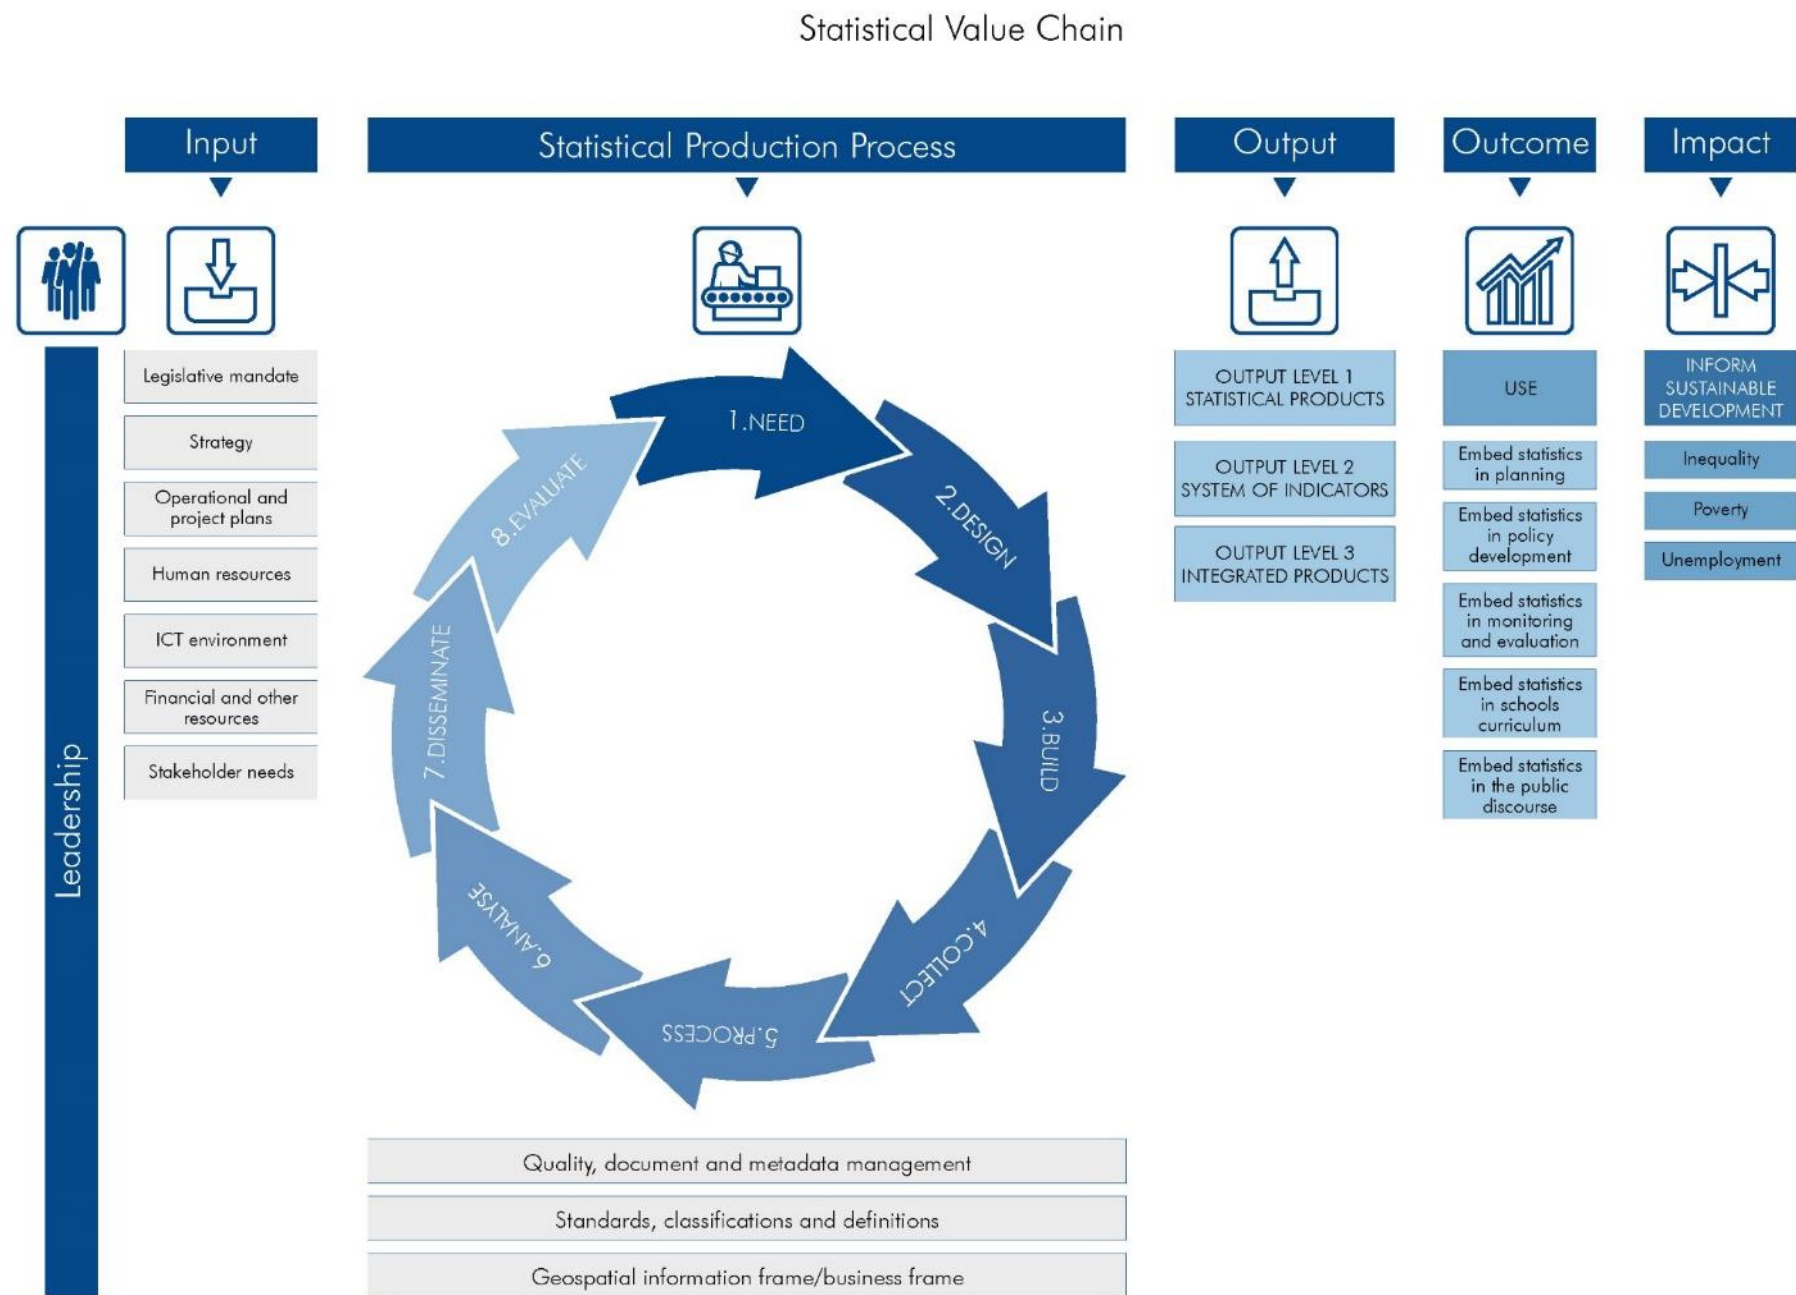 Statistical Value Chain
Input
Statistical Production Process
Output
Outcome
Impact
Leadership
Legislative mandate
Strategy
Operational and
project plans
Human resources
ICT environment
Financial and other
resources
Stakeholder needs
1.NEED
2.DESIGN
3.BUILD
4.COLLECT
5.PROCESS
6.ANALYSE
7.DISSEMINATE
8.EVALUATE
Quality, document and metadata management
Standards, classifications and definitions
Geospatial information frame/business frame
OUTPUT LEVEL 1
STATISTICAL PRODUCTS
OUTPUT LEVEL 2
SYSTEM OF INDICATORS
OUTPUT LEVEL 3
INTEGRATED PRODUCTS
USE
Embed statistics
in planning
Embed statistics
in policy
development
Embed statistics
in monitoring
and evaluation
Embed statistics
in schools
curriculum
Embed statistics
in the public
discourse
INFORM
SUSTAINABLE
DEVELOPMENT
Inequality
Poverty
Unemployment